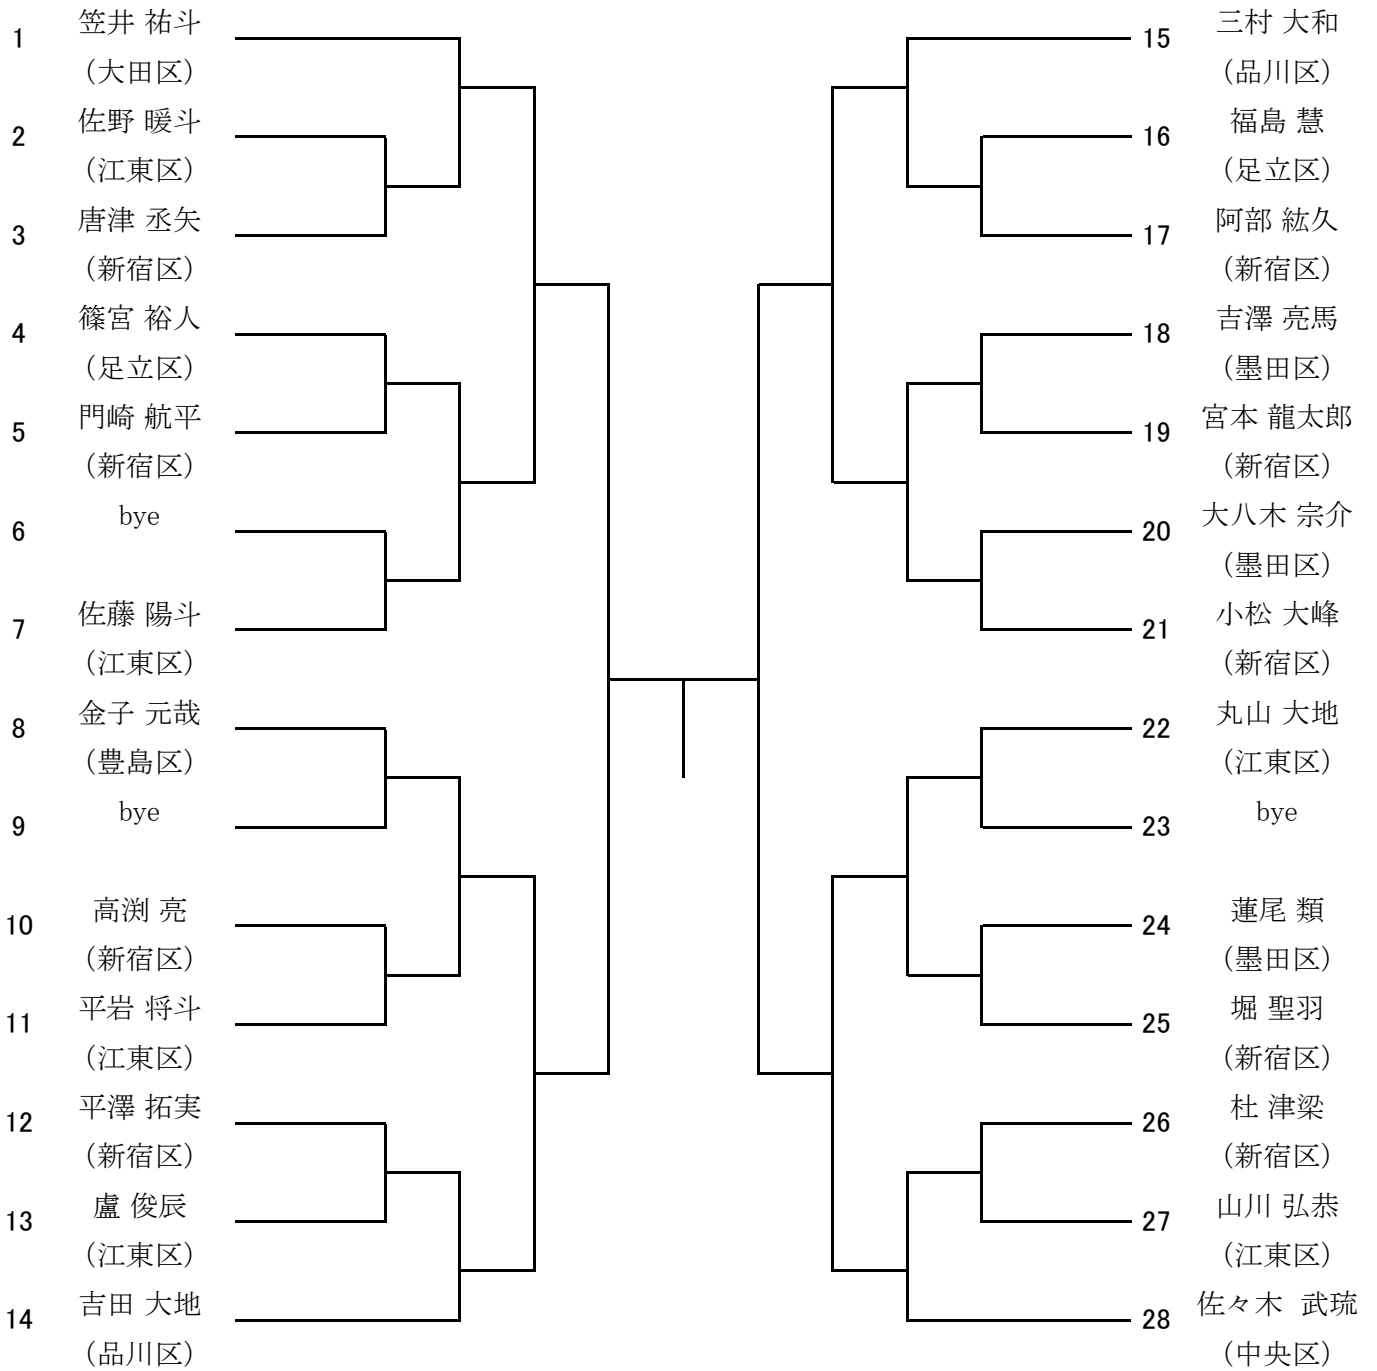 1 笠井 祐斗
(大田区)
2 佐野 暖斗
(江東区)
3 唐津 丞矢
(新宿区)
4 篠宮 裕人
(足立区)
5 門崎 航平
(新宿区)
6 bye
7 佐藤 陽斗
(江東区)
8 金子 元哉
(豊島区)
9 bye
10 高渕 亮
(新宿区)
11 平岩 将斗
(江東区)
12 平澤 拓実
(新宿区)
13 盧 俊辰
(江東区)
14 吉田 大地
(品川区)
15 三村 大和
(品川区)
16 福島 慧
(足立区)
17 阿部 紘久
(新宿区)
18 吉澤 亮馬
(墨田区)
19 宮本 龍太郎
(新宿区)
20 大八木 宗介
(墨田区)
21 小松 大峰
(新宿区)
22 丸山 大地
(江東区)
23 bye
24 蓮尾 類
(墨田区)
25 堀 聖羽
(新宿区)
26 杜 津梁
(新宿区)
27 山川 弘恭
(江東区)
28 佐々木 武琉
(中央区)